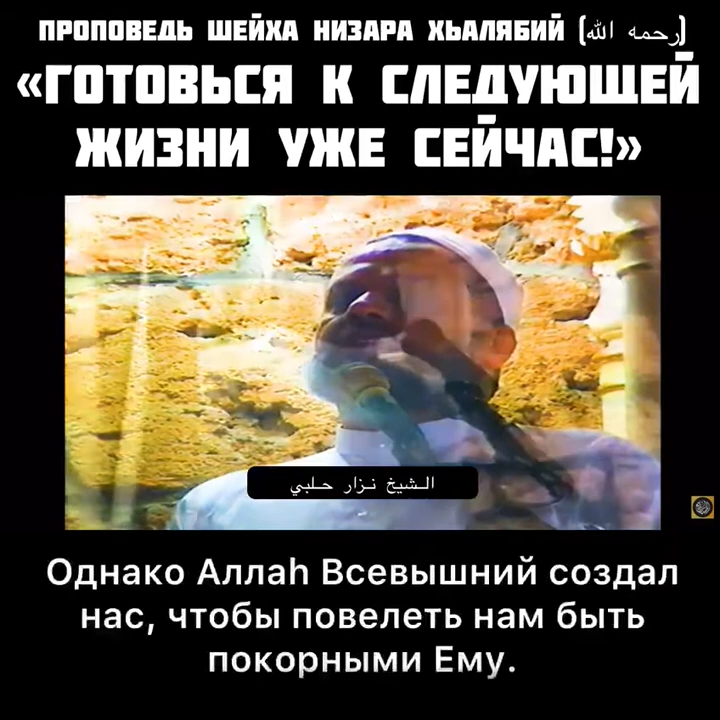 ПРОПОВЕДЬ ШЕЙХА НИЗАРА ХЬАЛЯБИЙ (رحمه الله)
«ГОТОВЬСЯ К СЛЕДУЮЩЕЙ
ЖИЗНИ УЖЕ СЕЙЧАС!»
الشيخ نزار حلبي
Однако Аллаһ Всевышний создал
нас, чтобы повелеть нам быть
покорными Ему.